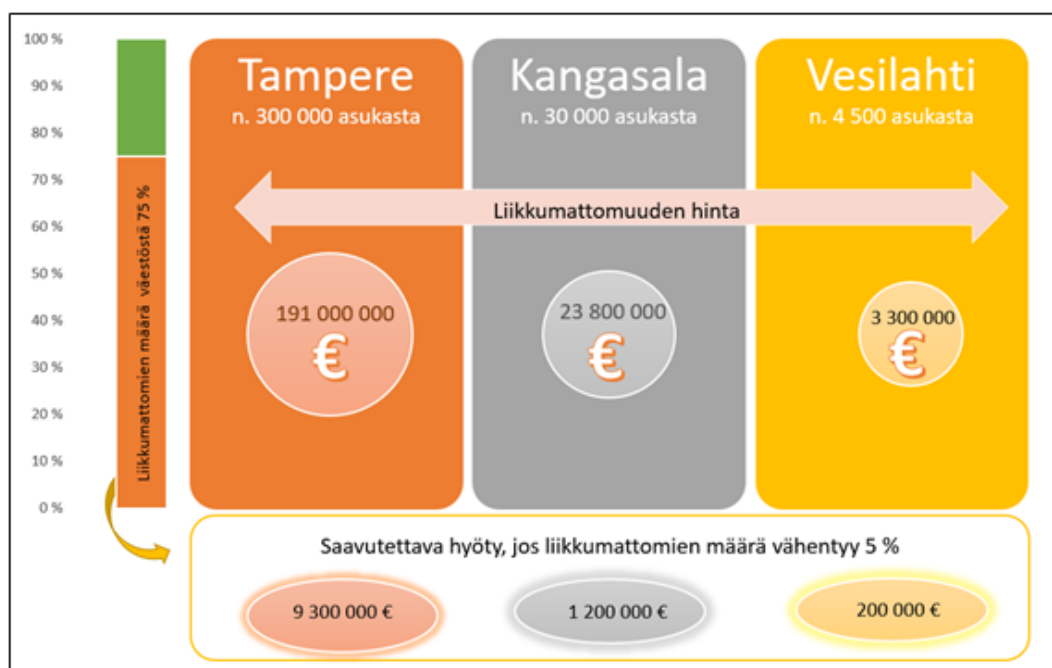 100 %
90 %
80 %
70 %
60 %
50 %
40 %
30 %
20 %
10 %
0 %
Liikkumattomien määrä väestöstä 75 %
Tampere
n. 300 000 asukasta
Kangasala
n. 30 000 asukasta
Vesilahti
n. 4 500 asukasta
Liikkumattomuuden hinta
191 000 000
€
23 800 000
€
3 300 000
€
Saavutettava hyöty, jos liikkumattomien määrä vähentyy 5 %
9 300 000 €
1 200 000 €
200 000 €